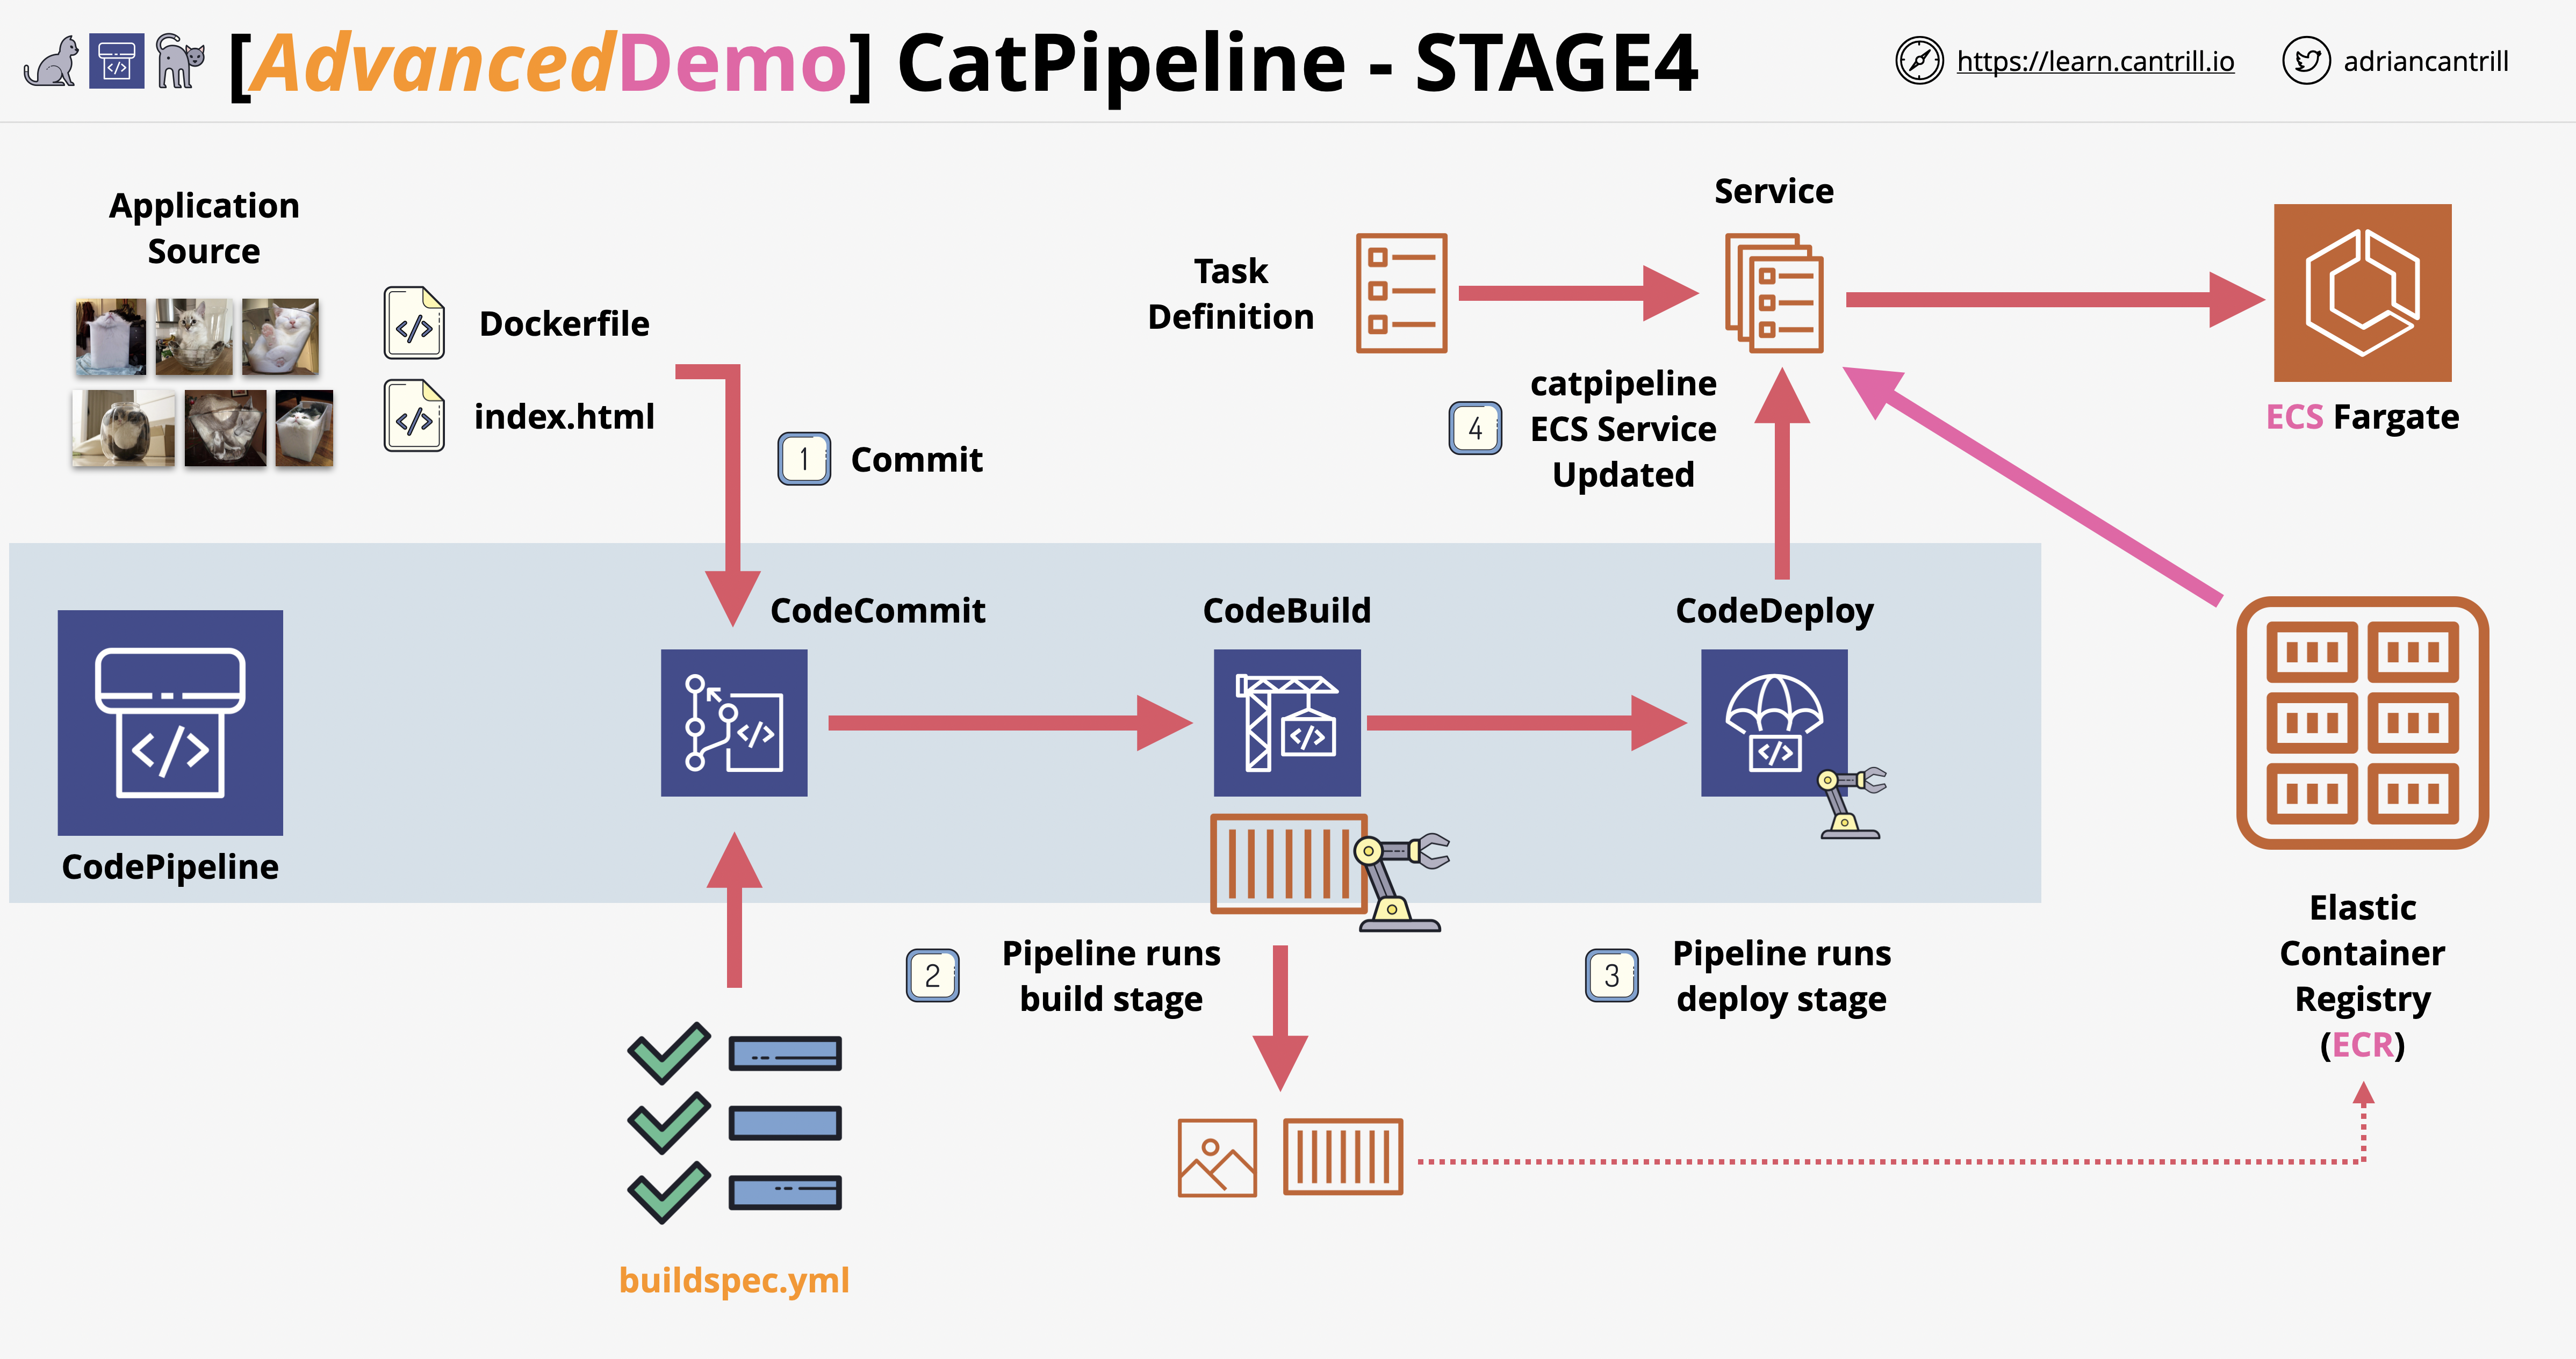 [AdvancedDemo] CatPipeline - STAGE4
https://learn.cantrill.io
adriancantrill
Application
Source
Dockerfile
index.html
1
Commit
Task
Definition
Service
4
catpipeline
ECS Service
Updated
ECS Fargate
CodePipeline
CodeCommit
CodeBuild
CodeDeploy
2
Pipeline runs
build stage
3
Pipeline runs
deploy stage
Elastic
Container
Registry
(ECR)
buildspec.yml